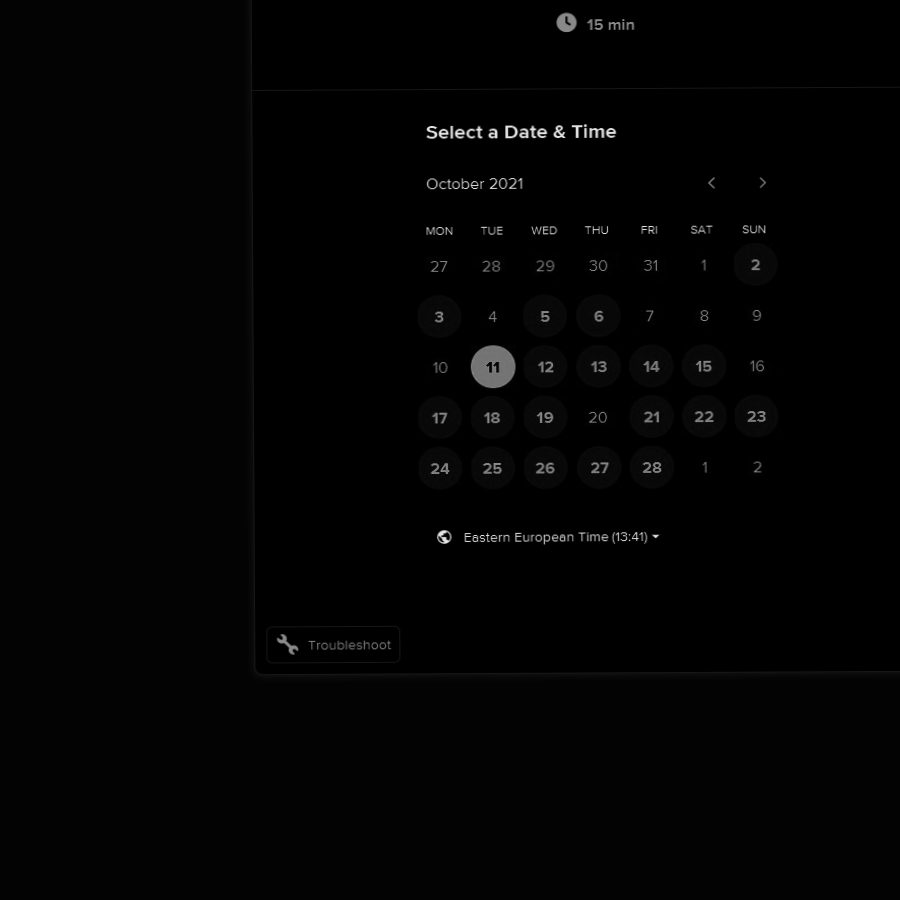 15 min
Select a Date & Time
October 2021
MON TUE WED THU FRI SAT SUN
27 28 29 30 31 1 2
3 4 5 6 7 8 9
10 11 12 13 14 15 16
17 18 19 20 21 22 23
24 25 26 27 28 1 2
Eastern European Time (13:41)
Troubleshoot